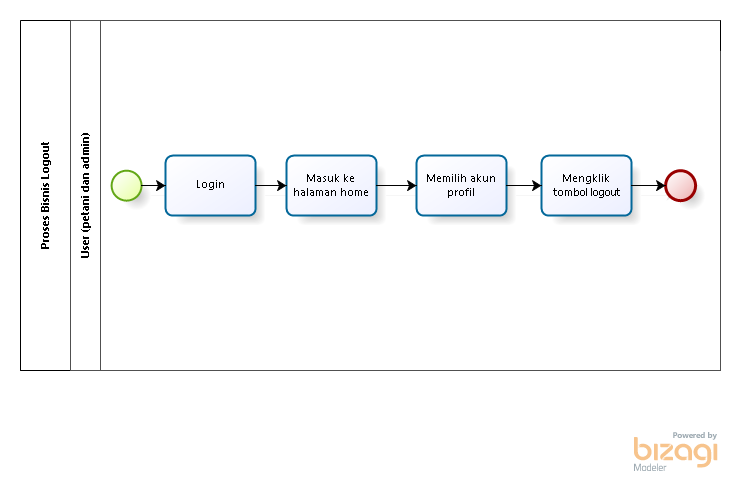 Proses Bisnis Logout
User (petani dan admin)
Login
Masuk ke
halaman home
Memilih akun
profil
Mengklik
tombol logout
Powered by
bizagi
Modeler